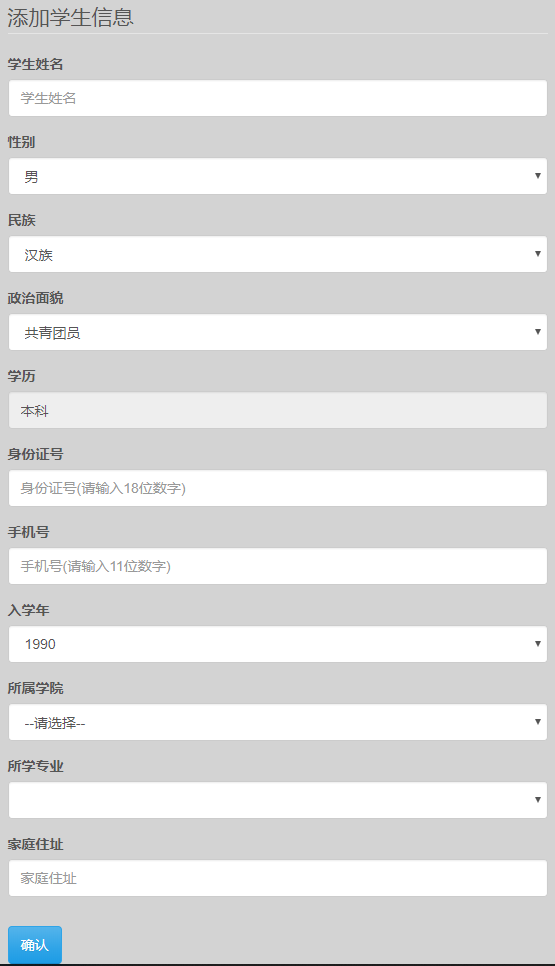 添加学生信息
学生姓名
学生姓名
性别
男
民族
汉族
政治面貌
共青团员
学历
本科
身份证号
身份证号(请输入18位数字)
手机号
手机号(请输入11位数字)
入学年
1990
所属学院
--请选择--
所学专业
家庭住址
家庭住址
确认